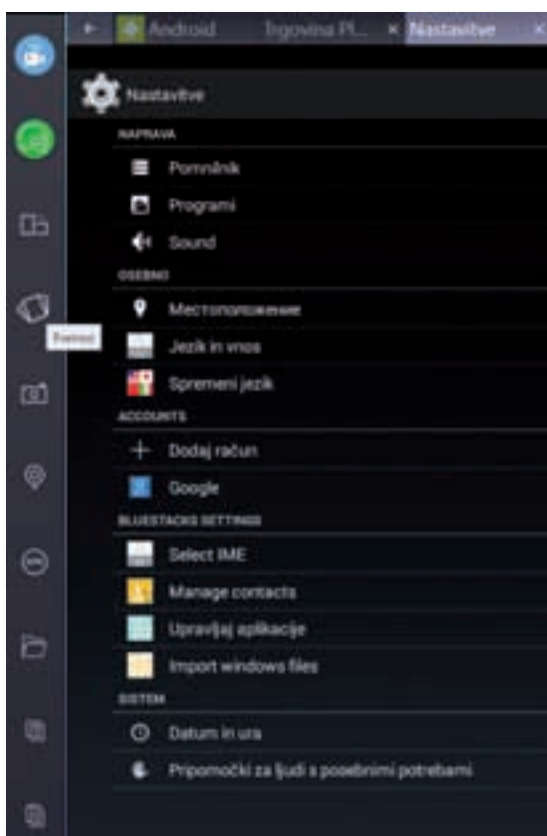 Android Trgovina Pl... Nastavitve
Nastavitve
NAPRAVA
Pomnilnik
Programi
Sound
OSEBNO
Местоположение
Jezik in vnos
Spremeni jezik
ACCOUNTS
Dodaj račun
Google
BLUESTACKS SETTINGS
Select IME
Manage contacts
Upravljaj aplikacije
Import windows files
SISTEM
Datum in ura
Pripomočki za ljudi s posebnimi potrebami